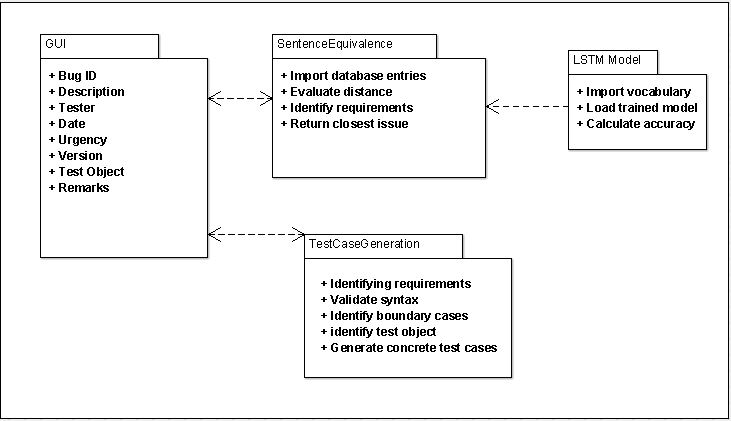 GUI
+ Bug ID
+ Description
+ Tester
+ Date
+ Urgency
+ Version
+ Test Object
+ Remarks
SentenceEquivalence
+ Import database entries
+ Evaluate distance
+ Identify requirements
+ Return closest issue
LSTM Model
+ Import vocabulary
+ Load trained model
+ Calculate accuracy
TestCaseGeneration
+ Identifying requirements
+ Validate syntax
+ Identify boundary cases
+ identify test object
+ Generate concrete test cases